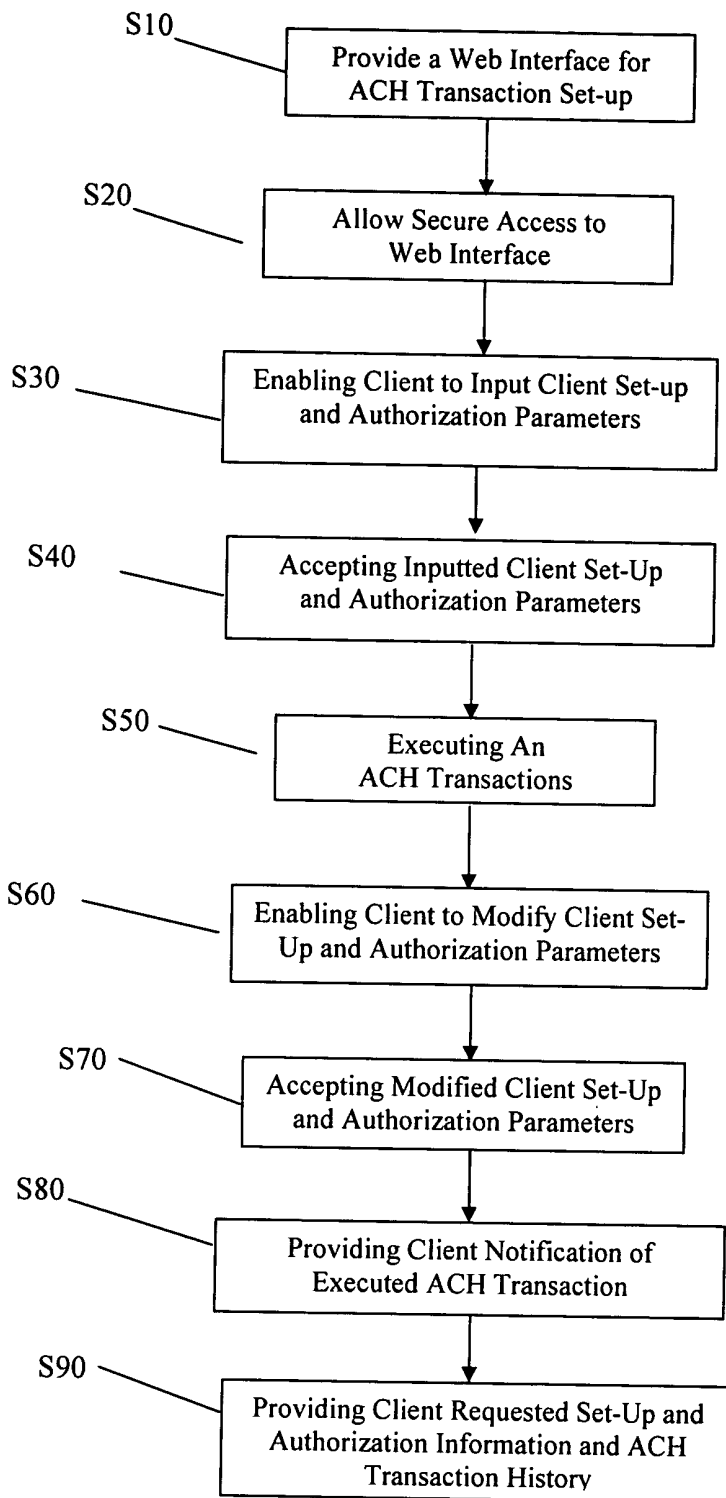 S10
Provide a Web Interface for
ACH Transaction Set-up
S20
Allow Secure Access to
Web Interface
S30
Enabling Client to Input Client Set-up
and Authorization Parameters
S40
Accepting Inputted Client Set-Up
and Authorization Parameters
S50
Executing An
ACH Transactions
S60
Enabling Client to Modify Client Set-
Up and Authorization Parameters
S70
Accepting Modified Client Set-Up
and Authorization Parameters
S80
Providing Client Notification of
Executed ACH Transaction
S90
Providing Client Requested Set-Up and
Authorization Information and ACH
Transaction History